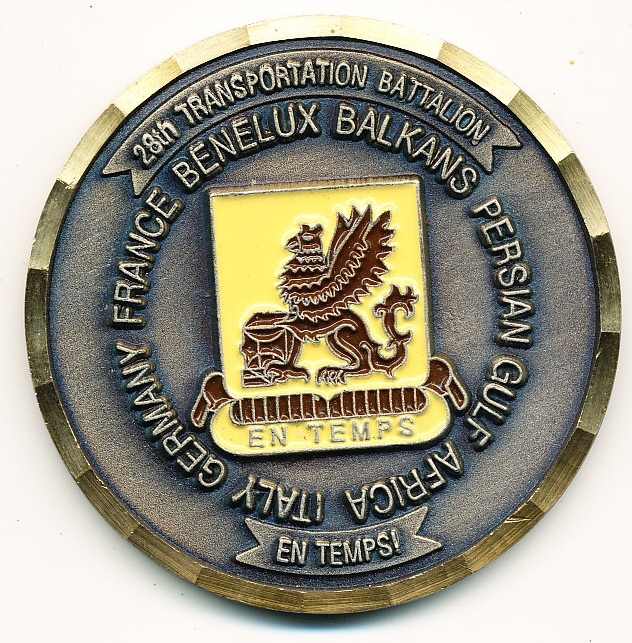 28th TRANSPORTATION BATTALION
GERMANY FRANCE BENELUX BALKANS PERSIAN GULF AFRICA ITALY
EN TEMPS
EN TEMPS!